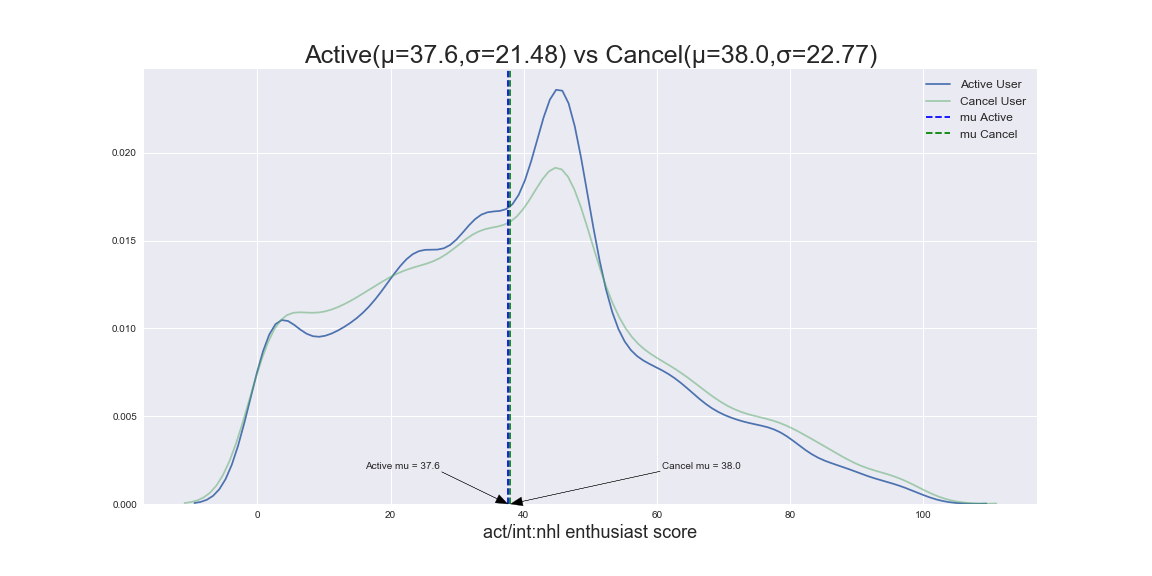 Active(μ=37.6,σ=21.48) vs Cancel(μ=38.0,σ=22.77)
Active User
Cancel User
mu Active
mu Cancel
0.020
0.015
0.010
0.005
0.000
Active mu = 37.6
Cancel mu = 38.0
0 20 40 60 80 100
act/int:nhl enthusiast score